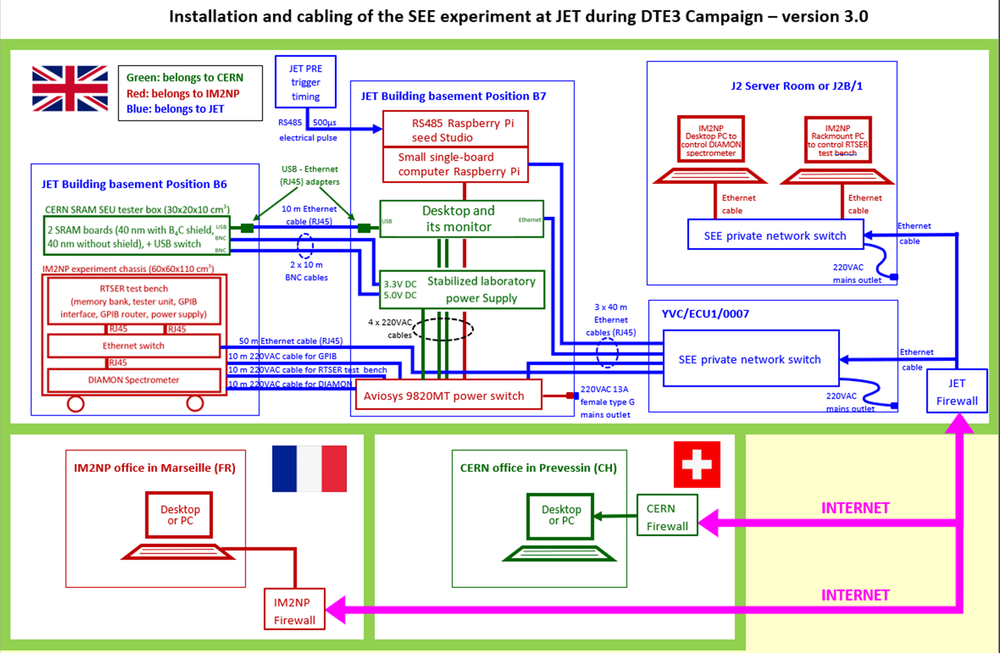 Installation and cabling of the SEE experiment at JET during DTE3 Campaign – version 3.0
Green: belongs to CERN
Red: belongs to IM2NP
Blue: belongs to JET
JET PRE
trigger
timing
RS485 500µs
electrical pulse
JET Building basement Position B7
RS485 Raspberry Pi
seed Studio
Small single-board
computer Raspberry Pi
USB - Ethernet
(RJ45) adapters
10 m Ethernet
cable (RJ45)
2 x 10 m
BNC cables
USB
Desktop and
its monitor
Ethernet
3.3V DC
5.0V DC
Stabilized laboratory
power Supply
4 x 220VAC
cables
Aviosys 9820MT power switch
220VAC 13A
female type G
mains outlet
3 x 40 m
Ethernet
cables (RJ45)
JET Building basement Position B6
CERN SRAM SEU tester box (30x20x10 cm³)
2 SRAM boards (40 nm with B₄C shield,
40 nm without shield), + USB switch
USB
BNC
BNC
IM2NP experiment chassis (60x60x110 cm³)
RTSER test bench
(memory bank, tester unit, GPIB
interface, GPIB router, power supply)
RJ45
RJ45
Ethernet switch
RJ45
DIAMON Spectrometer
50 m Ethernet cable (RJ45)
10 m 220VAC cable for GPIB
10 m 220VAC cable for RTSER test bench
10 m 220VAC cable for DIAMON
J2 Server Room or J2B/1
IM2NP
Desktop PC to
control DIAMON
spectrometer
IM2NP
Rackmount PC
to control RTSER
test bench
Ethernet
cable
Ethernet
cable
SEE private network switch
Ethernet
cable
220VAC
mains outlet
YVC/ECU1/0007
SEE private network switch
Ethernet
cable
220VAC
mains outlet
JET
Firewall
IM2NP office in Marseille (FR)
Desktop
or PC
IM2NP
Firewall
CERN office in Prevessin (CH)
Desktop
or PC
CERN
Firewall
INTERNET
INTERNET